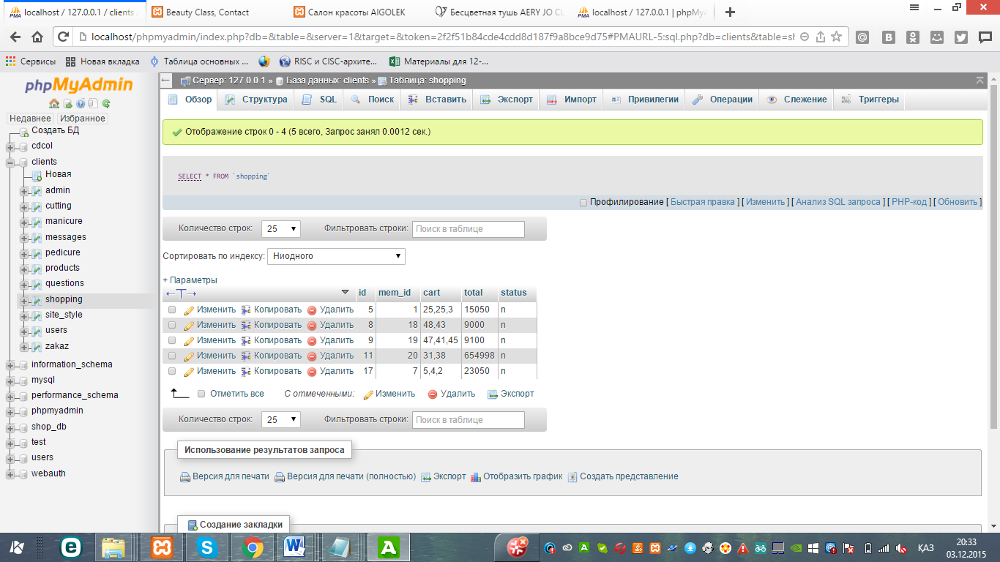 localhost / 127.0.0.1 / clients / Beauty Class, Contact Салон красоты AIGOLEK Бесцветная тушь AERY JO CL localhost / 127.0.0.1 | phpMyA
localhost/phpmyadmin/index.php?db=&table=&server=1&target=&token=2f2f51b84cde4cdd8d187f9a8bce9d75#PMAURL-5:sql.php?db=clients&table=sh
Сервисы Новая вкладка Таблица основных ... RISC и CISC-архите... Материалы для 12-...
phpMyAdmin
Недавнее Избранное
Создать БД
cdcol
clients
Новая
admin
cutting
manicure
messages
pedicure
products
questions
shopping
site_style
users
zakaz
information_schema
mysql
performance_schema
phpmyadmin
shop_db
test
users
webauth
Сервер: 127.0.0.1 » База данных: clients » Таблица: shopping
Обзор Структура SQL Поиск Вставить Экспорт Импорт Привилегии Операции Слежение Триггеры
Отображение строк 0 - 4 (5 всего, Запрос занял 0.0012 сек.)
SELECT * FROM `shopping`
Профилирование [ Быстрая правка ] [ Изменить ] [ Анализ SQL запроса ] [ PHP-код ] [ Обновить ]
Количество строк: 25 Фильтровать строки: Поиск в таблице
Сортировать по индексу: Ниодного
+ Параметры
←T→ id mem_id cart total status
Изменить Копировать Удалить 5 1 25,25,3 15050 n
Изменить Копировать Удалить 8 18 48,43 9000 n
Изменить Копировать Удалить 9 19 47,41,45 9100 n
Изменить Копировать Удалить 11 20 31,38 654998 n
Изменить Копировать Удалить 17 7 5,4,2 23050 n
Отметить все С отмеченными: Изменить Удалить Экспорт
Количество строк: 25 Фильтровать строки: Поиск в таблице
Использование результатов запроса
Версия для печати Версия для печати (полностью) Экспорт Отобразить график Создать представление
Создание закладки
ҚАЗ 20:33
03.12.2015